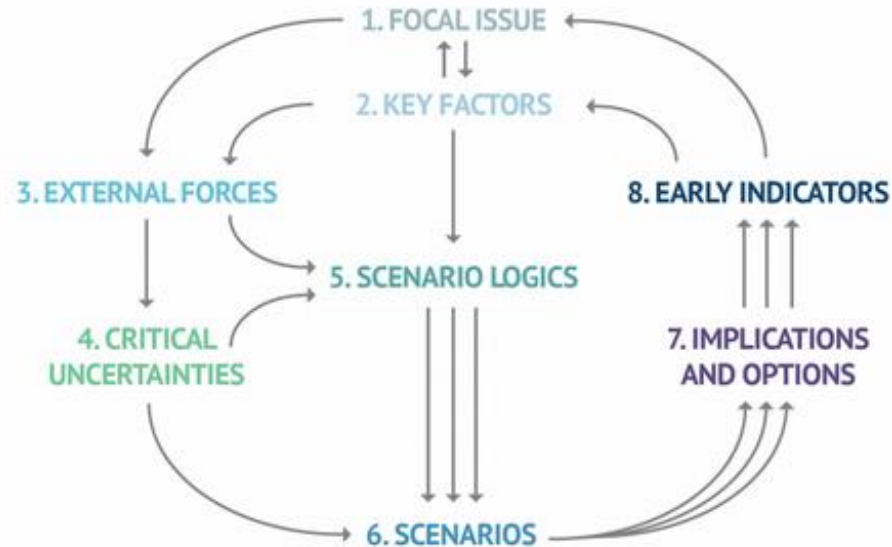 1. FOCAL ISSUE
2. KEY FACTORS
3. EXTERNAL FORCES
8. EARLY INDICATORS
5. SCENARIO LOGICS
4. CRITICAL
UNCERTAINTIES
7. IMPLICATIONS
AND OPTIONS
6. SCENARIOS